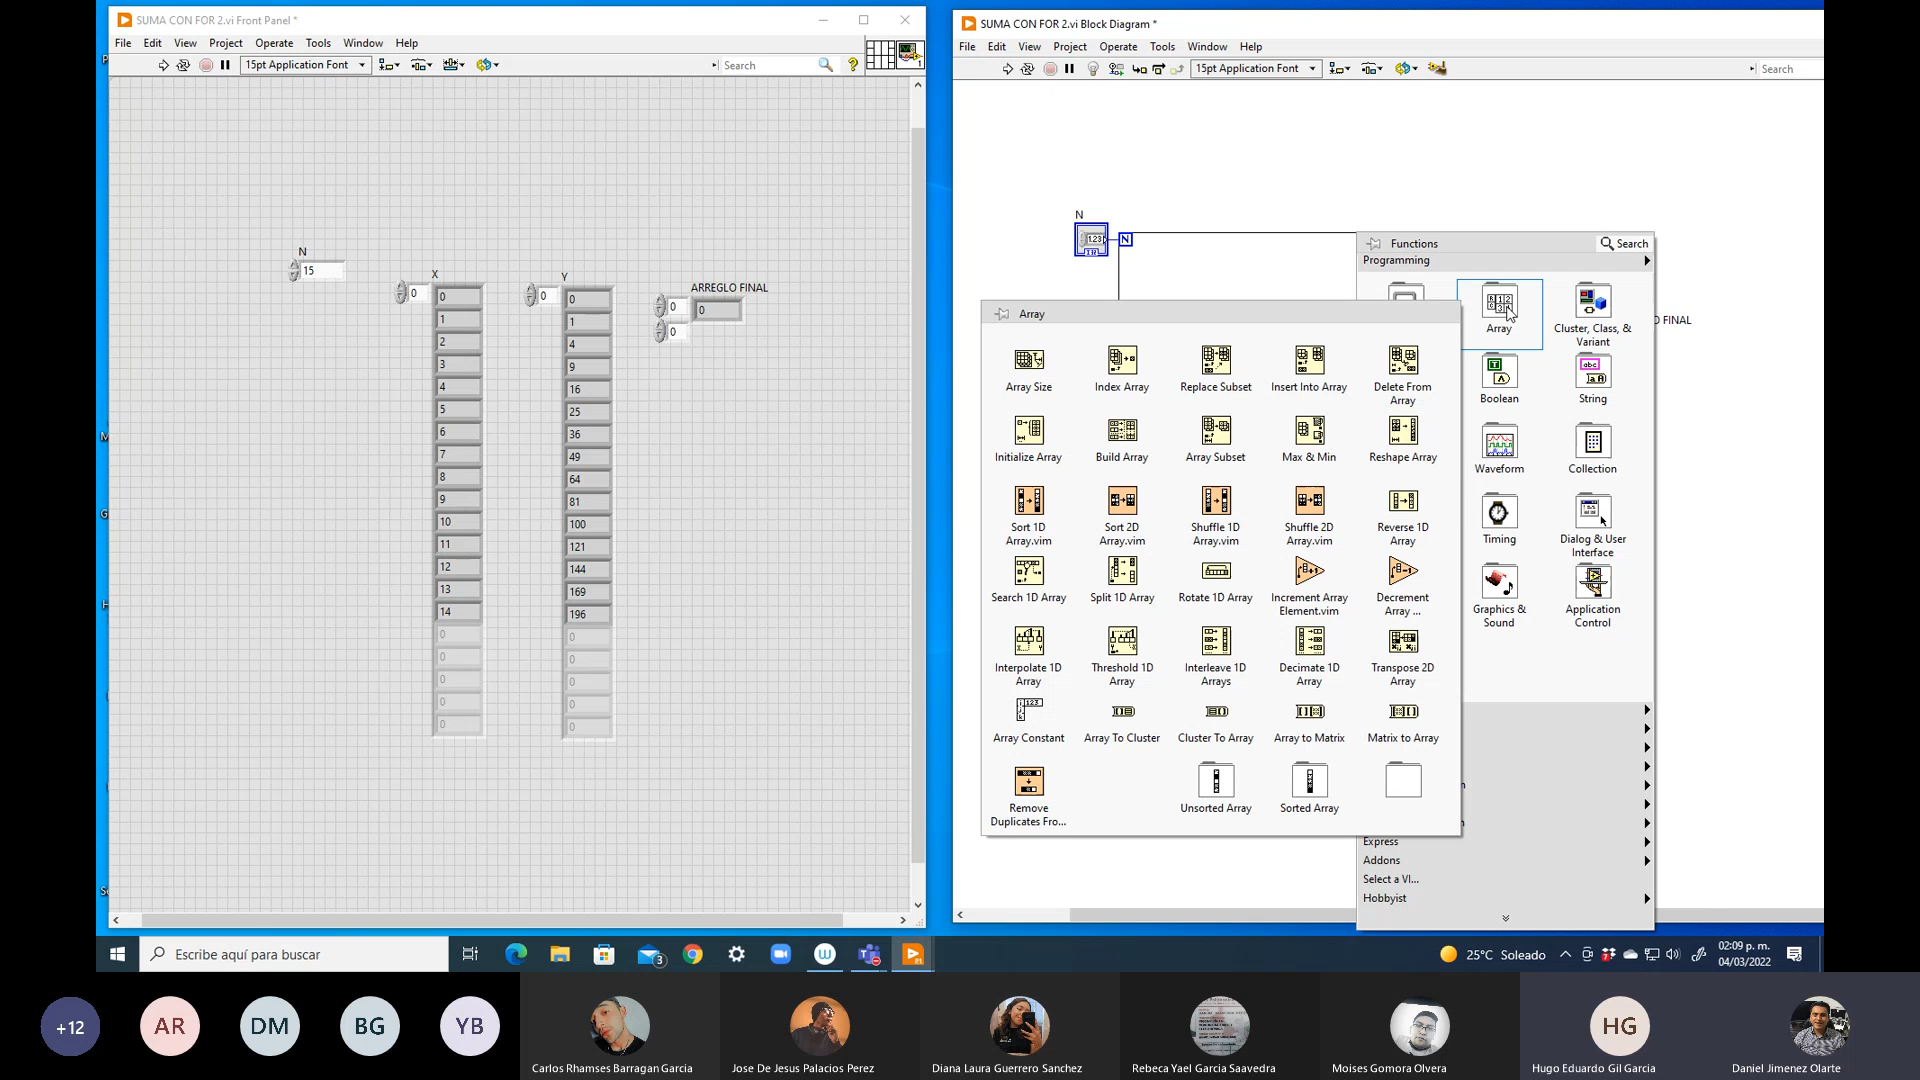 SUMA CON FOR 2.vi Front Panel *
File Edit View Project Operate Tools Window Help
15pt Application Font
Search
N
15
X
0
0
1
2
3
4
5
6
7
8
9
10
11
12
13
14
0
0
0
0
0
Y
0
0
1
4
9
16
25
36
49
64
81
100
121
144
169
196
0
0
0
0
0
ARREGLO FINAL
0
0
0
SUMA CON FOR 2.vi Block Diagram *
File Edit View Project Operate Tools Window Help
15pt Application Font
Search
N
1.23
N
Functions
Search
Programming
Array
Cluster, Class, &
Variant
FINAL
Boolean
String
Waveform
Collection
Timing
Dialog & User
Interface
Graphics &
Sound
Application
Control
Express
Addons
Select a VI...
Hobbyist
Array
Array Size
Index Array
Replace Subset
Insert Into Array
Delete From
Array
Initialize Array
Build Array
Array Subset
Max & Min
Reshape Array
Sort 1D
Array.vim
Sort 2D
Array.vim
Shuffle 1D
Array.vim
Shuffle 2D
Array.vim
Reverse 1D
Array
Search 1D Array
Split 1D Array
Rotate 1D Array
Increment Array
Element.vim
Decrement
Array ...
Interpolate 1D
Array
Threshold 1D
Array
Interleave 1D
Arrays
Decimate 1D
Array
Transpose 2D
Array
Array Constant
Array To Cluster
Cluster To Array
Array to Matrix
Matrix to Array
Remove
Duplicates Fro...
Unsorted Array
Sorted Array
Escribe aquí para buscar
3
25°C Soleado
02:09 p. m.
04/03/2022
+12
AR
DM
BG
YB
Carlos Rhamses Barragan Garcia
Jose De Jesus Palacios Perez
Diana Laura Guerrero Sanchez
Rebeca Yael Garcia Saavedra
Moises Gomora Olvera
HG
Hugo Eduardo Gil Garcia
Daniel Jimenez Olarte